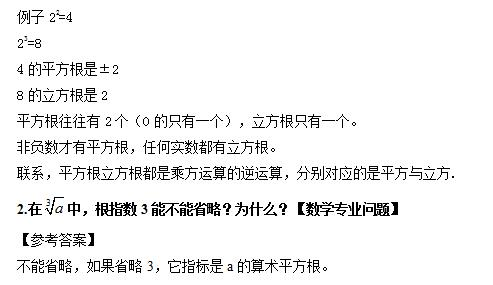 例子 2²=4
2³=8
4 的平方根是±2
8 的立方根是 2
平方根往往有 2 个（0 的只有一个），立方根只有一个。
非负数才有平方根，任何实数都有立方根。
联系，平方根立方根都是乘方运算的逆运算，分别对应的是平方与立方.
2.在∛a中，根指数 3 能不能省略？为什么？【数学专业问题】
【参考答案】
不能省略，如果省略 3，它指标是 a 的算术平方根。